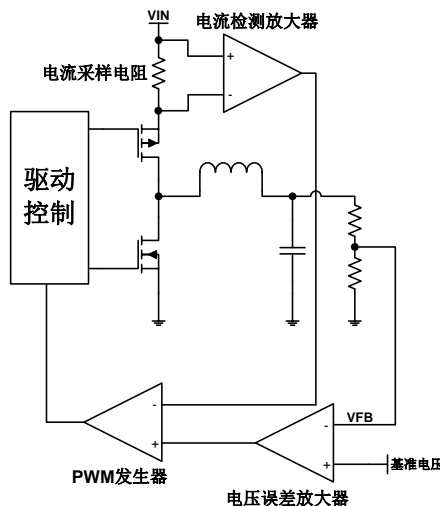 VIN
电流检测放大器
电流采样电阻
+
-
驱动
控制
-
+
PWM发生器
VFB
-
+
基准电压
电压误差放大器